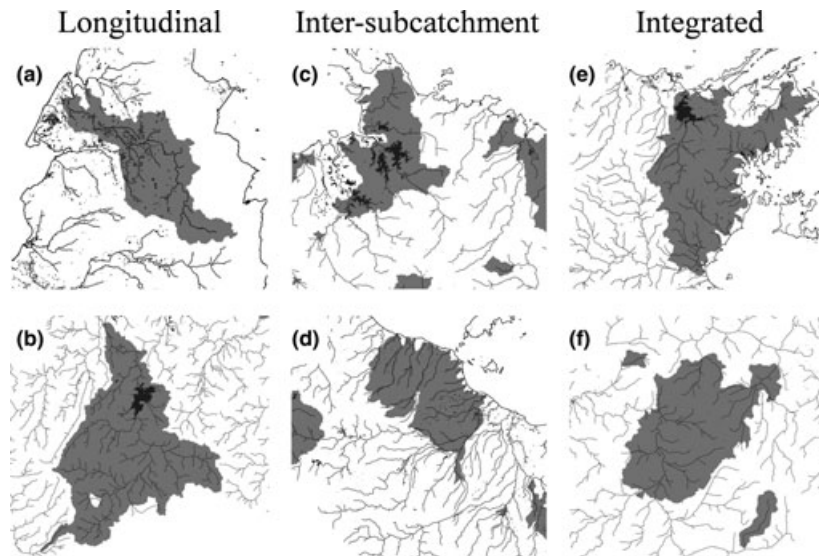 Longitudinal
Inter-subcatchment
Integrated
(a)
(c)
(e)
(b)
(d)
(f)